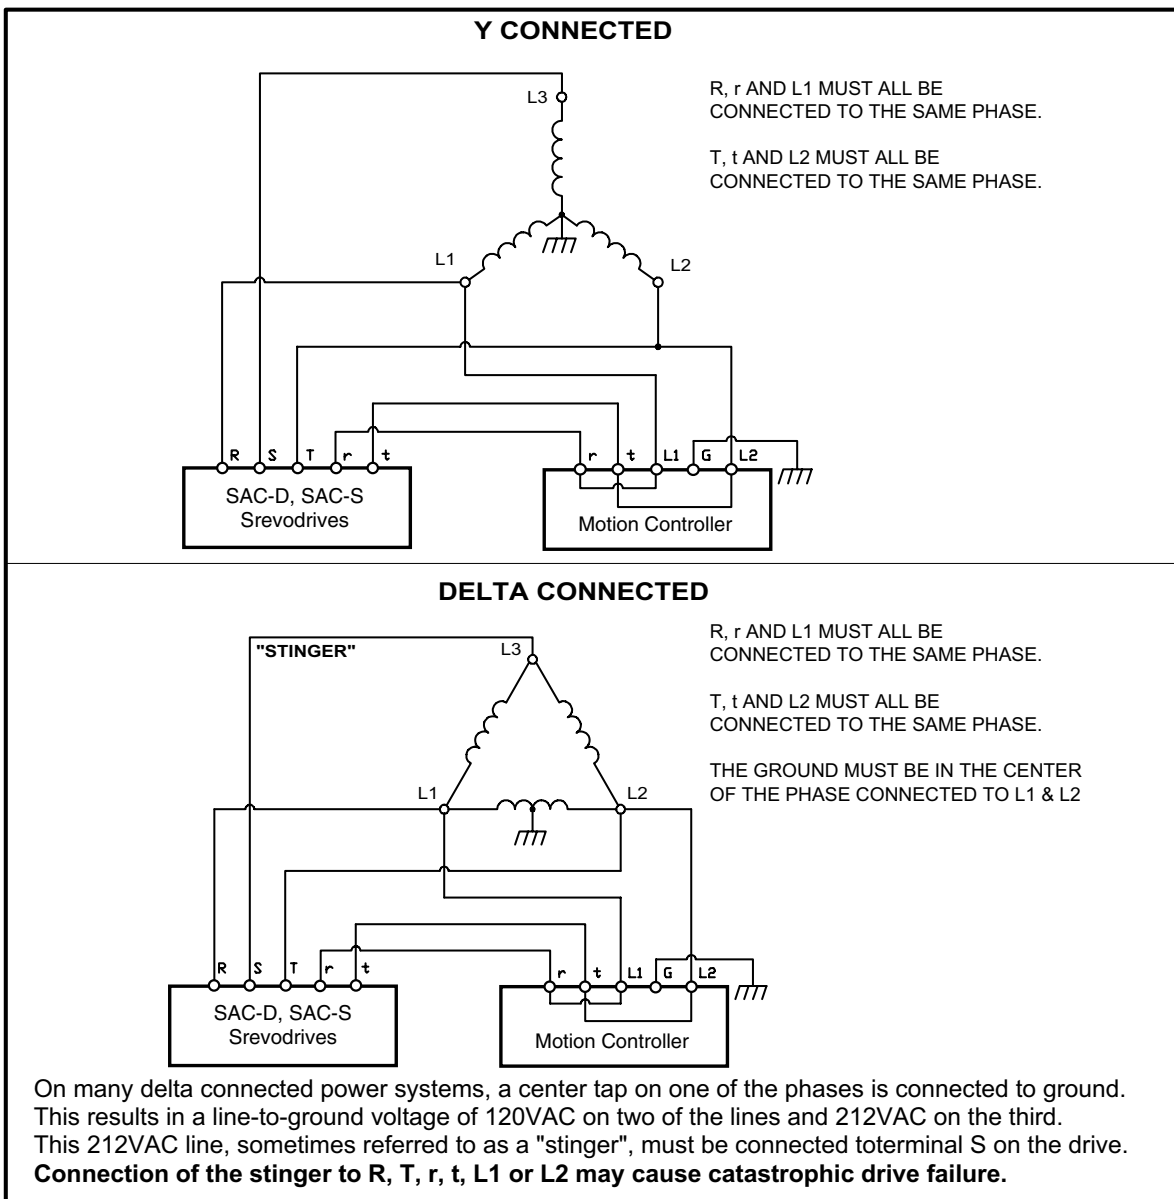 Y CONNECTED
R, r AND L1 MUST ALL BE
CONNECTED TO THE SAME PHASE.
T, t AND L2 MUST ALL BE
CONNECTED TO THE SAME PHASE.
L3
L1
L2
R S T r t
SAC-D, SAC-S
Srevodrives
r t L1 G L2
Motion Controller
DELTA CONNECTED
R, r AND L1 MUST ALL BE
CONNECTED TO THE SAME PHASE.
T, t AND L2 MUST ALL BE
CONNECTED TO THE SAME PHASE.
THE GROUND MUST BE IN THE CENTER
OF THE PHASE CONNECTED TO L1 & L2
"STINGER"
L3
L1
L2
R S T r t
SAC-D, SAC-S
Srevodrives
r t L1 G L2
Motion Controller
On many delta connected power systems, a center tap on one of the phases is connected to ground.
This results in a line-to-ground voltage of 120VAC on two of the lines and 212VAC on the third.
This 212VAC line, sometimes referred to as a "stinger", must be connected toterminal S on the drive.
Connection of the stinger to R, T, r, t, L1 or L2 may cause catastrophic drive failure.